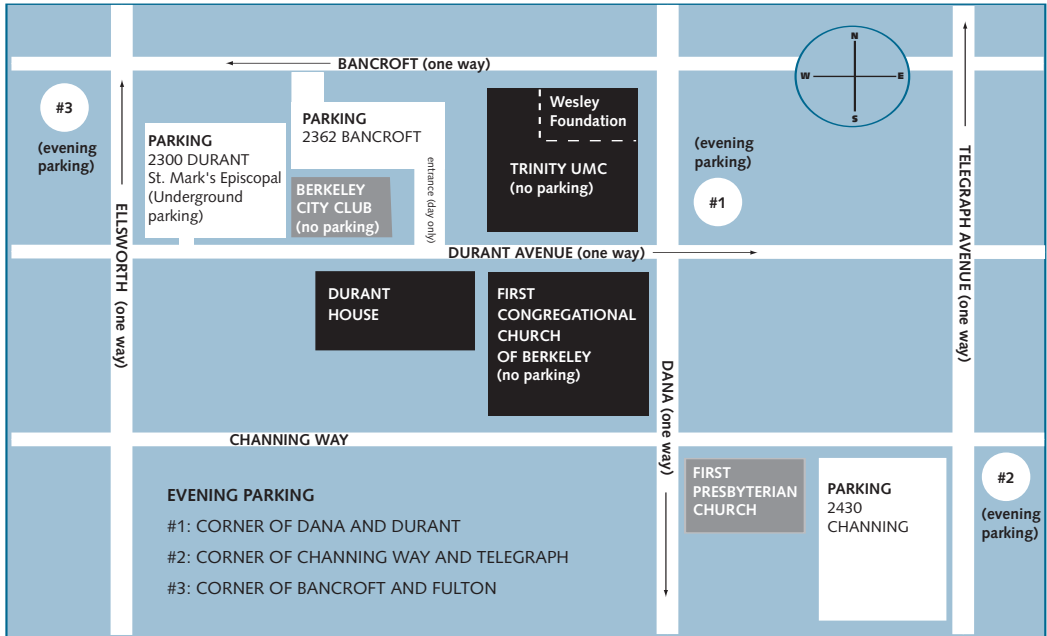 BANCROFT (one way)
N
W
E
S
#3
(evening
parking)
PARKING
2300 DURANT
St. Mark's Episcopal
(Underground
parking)
PARKING
2362 BANCROFT
entrance (day only)
BERKELEY
CITY CLUB
(no parking)
Wesley
Foundation
TRINITY UMC
(no parking)
(evening
parking)
#1
TELEGRAPH AVENUE (one way)
ELLSWORTH (one way)
DURANT AVENUE (one way)
DURANT
HOUSE
FIRST
CONGREGATIONAL
CHURCH
OF BERKELEY
(no parking)
DANA (one way)
CHANNING WAY
FIRST
PRESBYTERIAN
CHURCH
PARKING
2430
CHANNING
#2
(evening
parking)
EVENING PARKING
#1: CORNER OF DANA AND DURANT
#2: CORNER OF CHANNING WAY AND TELEGRAPH
#3: CORNER OF BANCROFT AND FULTON